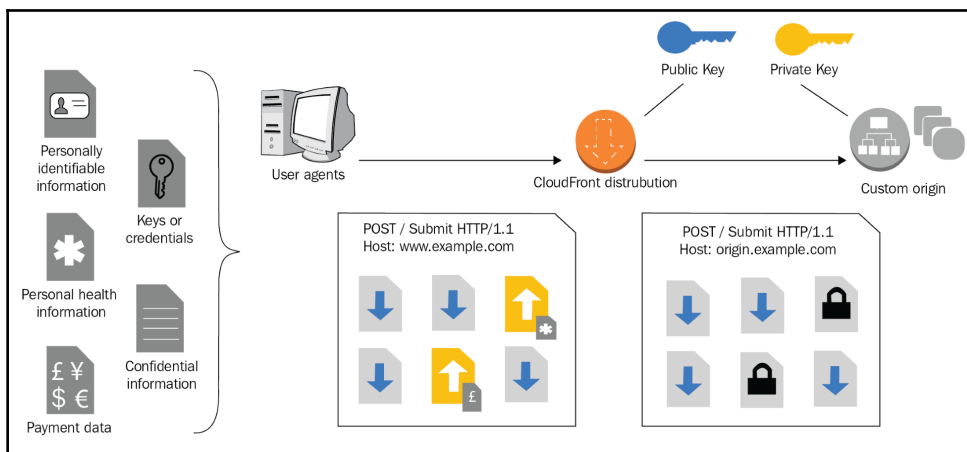 Public Key
Private Key
Personally
identifiable
information
Keys or
credentials
Personal health
information
Confidential
information
£ ¥
$ €
Payment data
User agents
CloudFront distrubution
Custom origin
POST / Submit HTTP/1.1
Host: www.example.com
£
POST / Submit HTTP/1.1
Host: origin.example.com